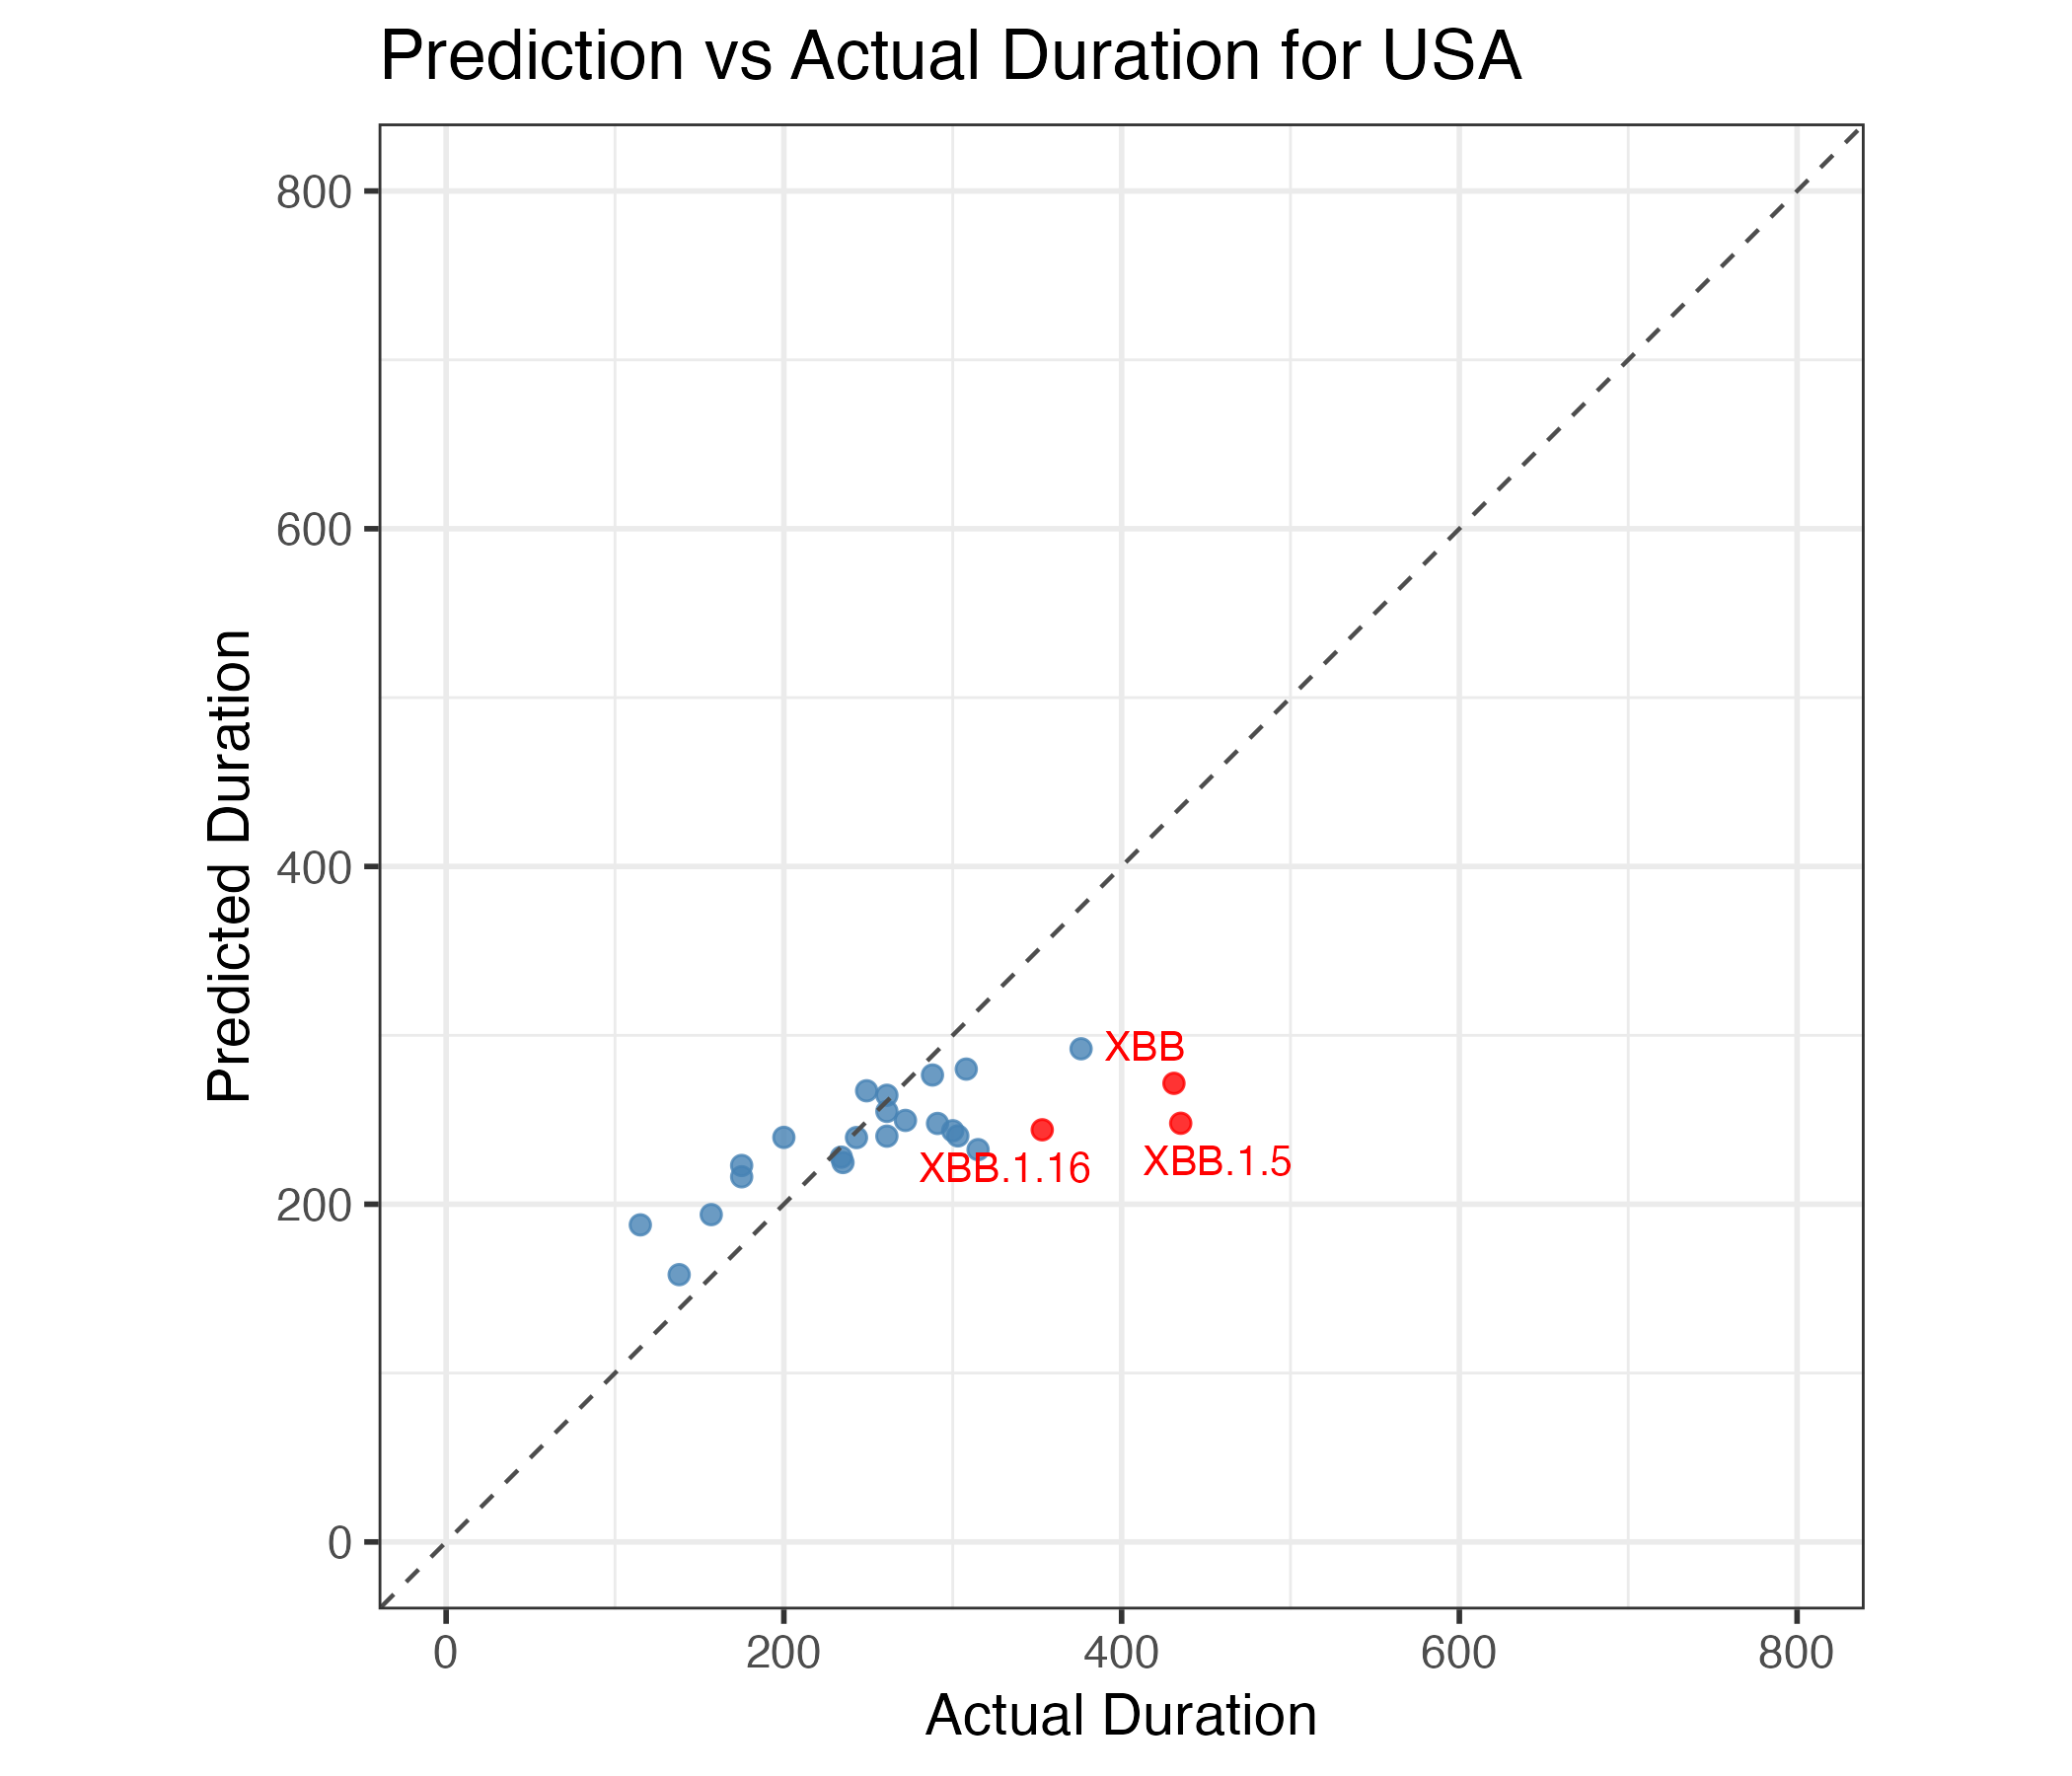 Prediction vs Actual Duration for USA
800
600
400
200
0
Predicted Duration
XBB
XBB.1.16
XBB.1.5
0 200 400 600 800
Actual Duration